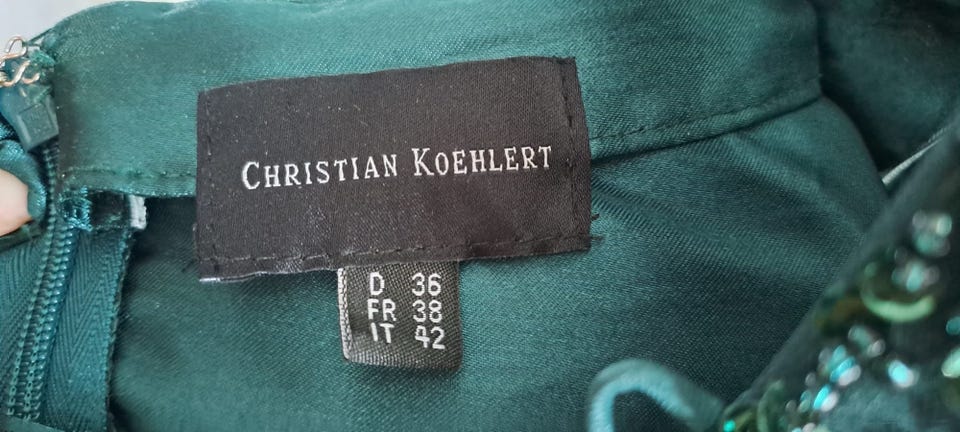 CHRISTIAN KOEHLERT
D 36
FR 38
IT 42